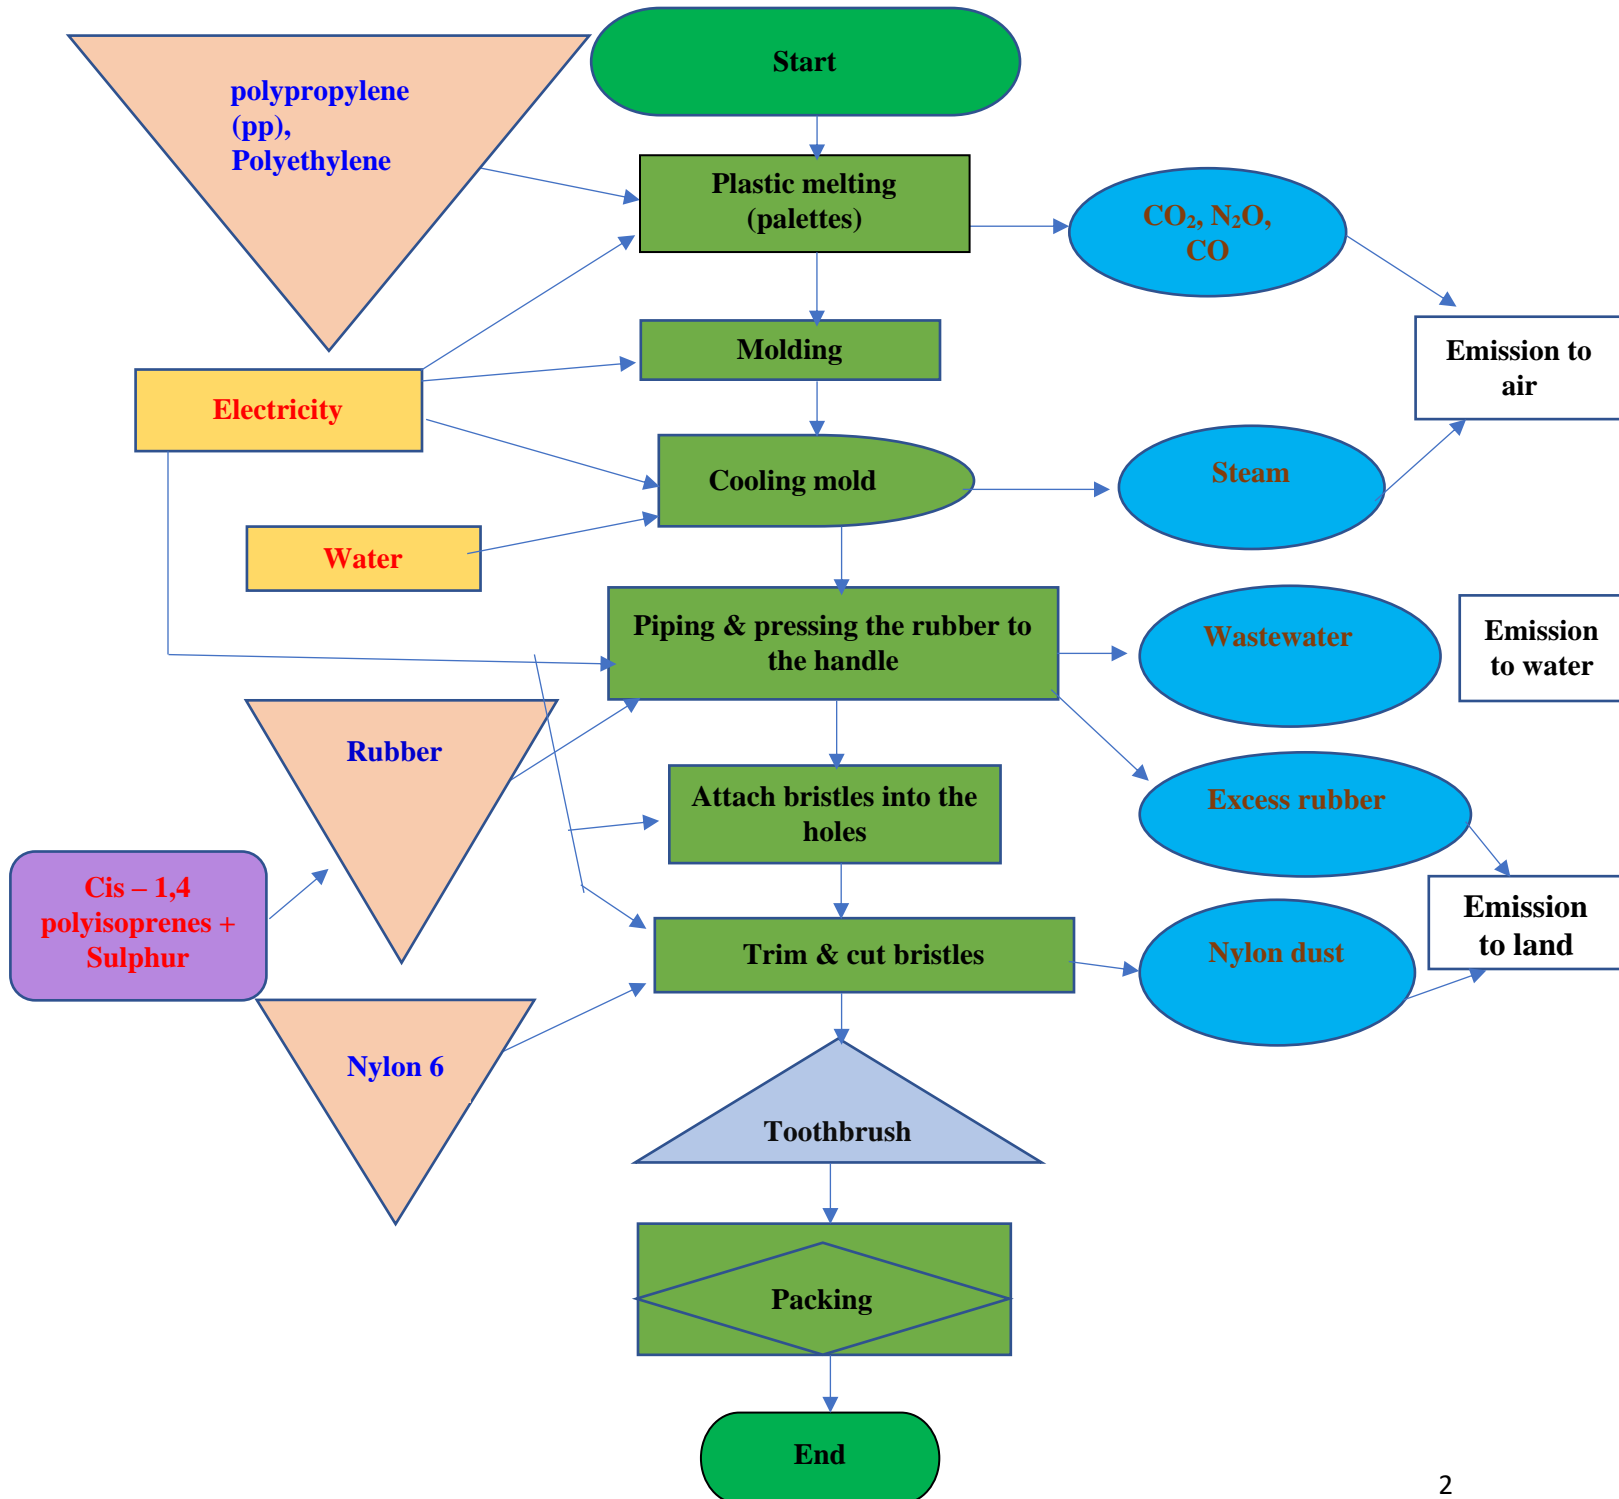 Start
polypropylene
(pp),
Polyethylene
Plastic melting
(palettes)
CO₂, N₂O,
CO
Molding
Emission to
air
Electricity
Cooling mold
Steam
Water
Piping & pressing the rubber to
the handle
Wastewater
Emission
to water
Rubber
Attach bristles into the
holes
Excess rubber
Cis – 1,4
polyisoprenes +
Sulphur
Emission
to land
Trim & cut bristles
Nylon dust
Nylon 6
Toothbrush
Packing
End
2